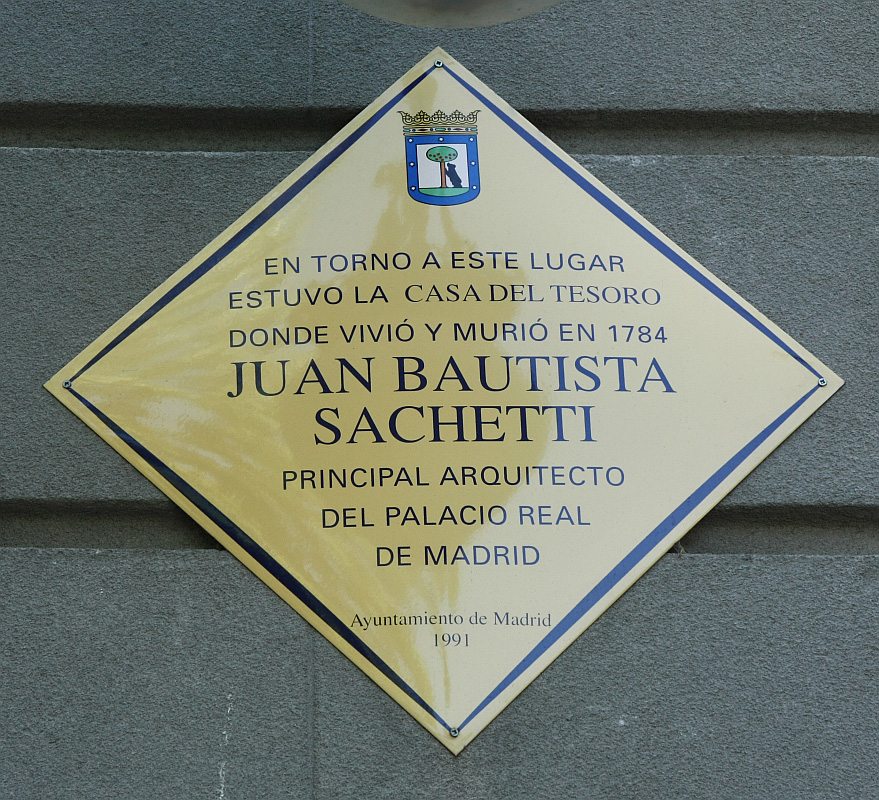 EN TORNO A ESTE LUGAR
ESTUVO LA CASA DEL TESORO
DONDE VIVIÓ Y MURIÓ EN 1784
JUAN BAUTISTA
SACHETTI
PRINCIPAL ARQUITECTO
DEL PALACIO REAL
DE MADRID
Ayuntamiento de Madrid
1991